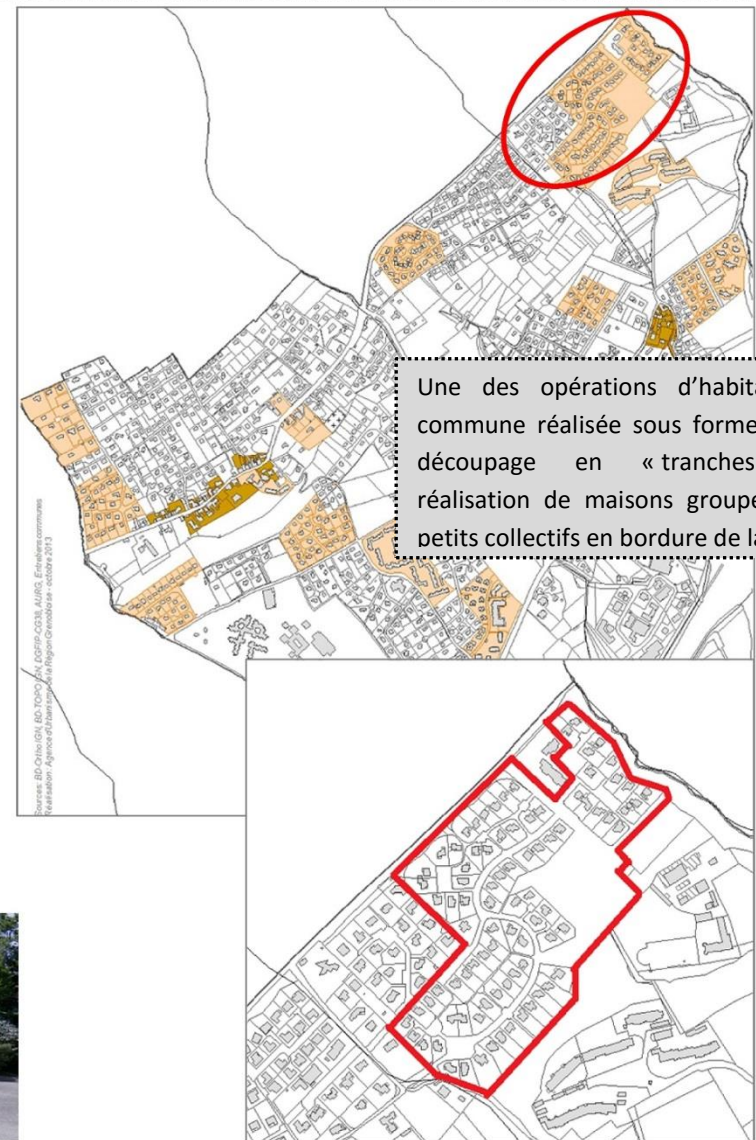 Une des opérations d’habita
commune réalisée sous forme
découpage en « tranches
réalisation de maisons groupé
petits collectifs en bordure de la
Sources: BD-Ortho IGN, BD-TOPO IGN, DGFIP-CG38, AURG, Entretiens communes
Réalisation: Agence d'Urbanisme de la Région Grenobloise - octobre 2013